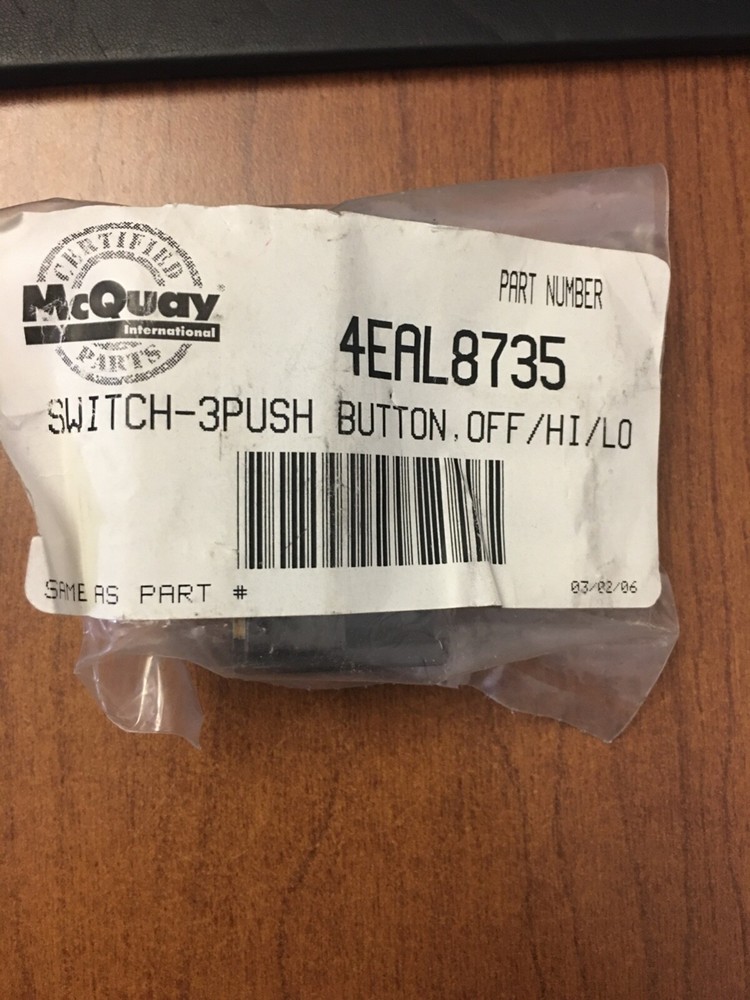 CERTIFIED
McQuay
International
PARTS
PART NUMBER
4EAL8735
SWITCH-3PUSH BUTTON, OFF/HI/LO
SAME AS PART #
03/02/06